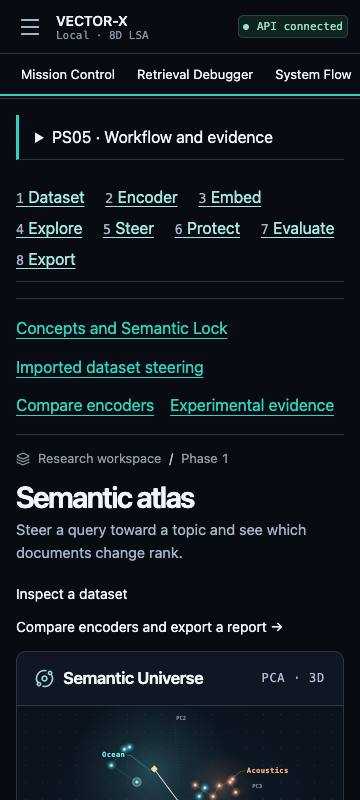 VECTOR-X
Local · 8D LSA
API connected
Mission Control Retrieval Debugger System Flow
PS05 · Workflow and evidence
1 Dataset 2 Encoder 3 Embed
4 Explore 5 Steer 6 Protect 7 Evaluate
8 Export
Concepts and Semantic Lock
Imported dataset steering
Compare encoders Experimental evidence
Research workspace / Phase 1
Semantic atlas
Steer a query toward a topic and see which
documents change rank.
Inspect a dataset
Compare encoders and export a report →
Semantic Universe PCA · 3D
PC2
Ocean
Acoustics
PC3